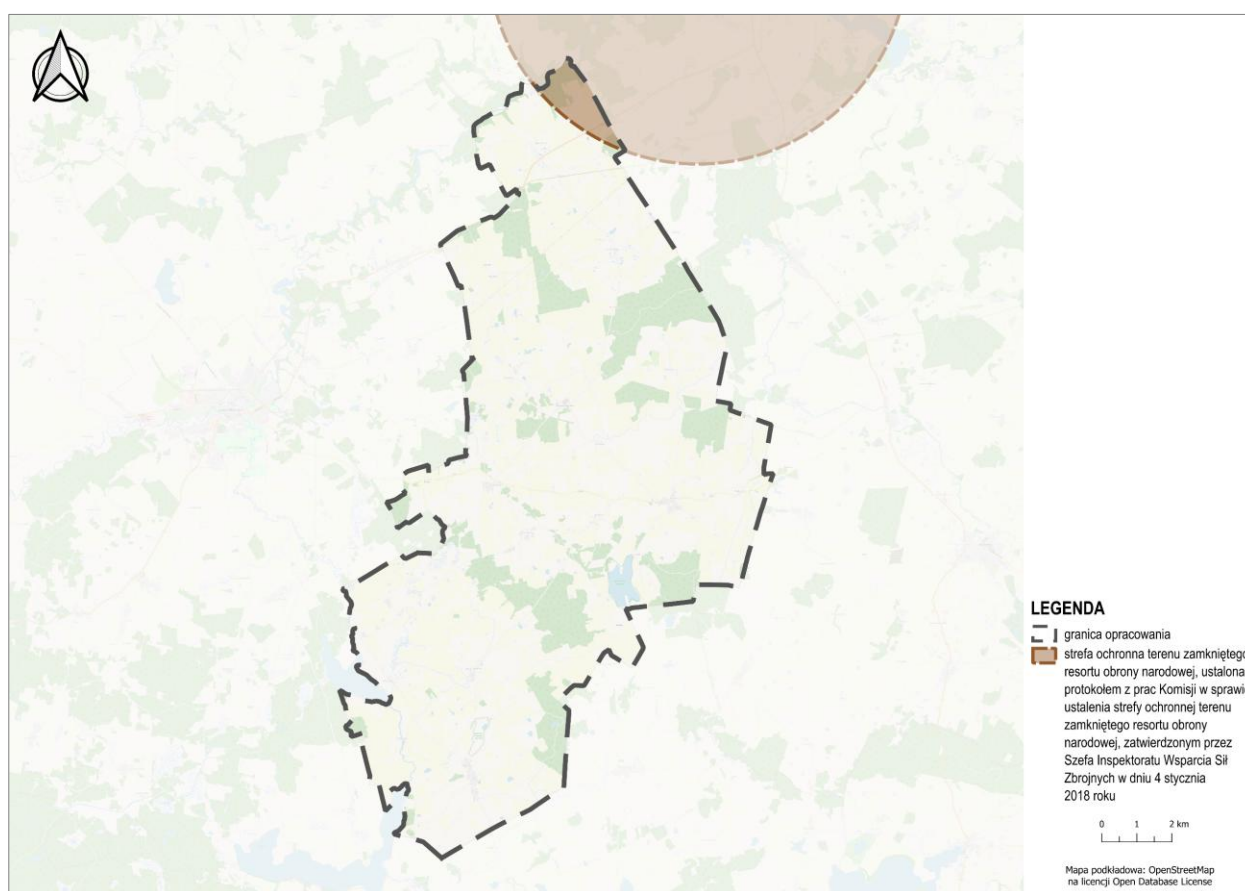 LEGENDA
granica opracowania
strefa ochronna terenu zamkniętego
resortu obrony narodowej, ustalona
protokołem z prac Komisji w sprawie
ustalenia strefy ochronnej terenu
zamkniętego resortu obrony
narodowej, zatwierdzonym przez
Szefa Inspektoratu Wsparcia Sił
Zbrojnych w dniu 4 stycznia
2018 roku
0 1 2 km
Mapa podkładowa: OpenStreetMap
na licencji Open Database License